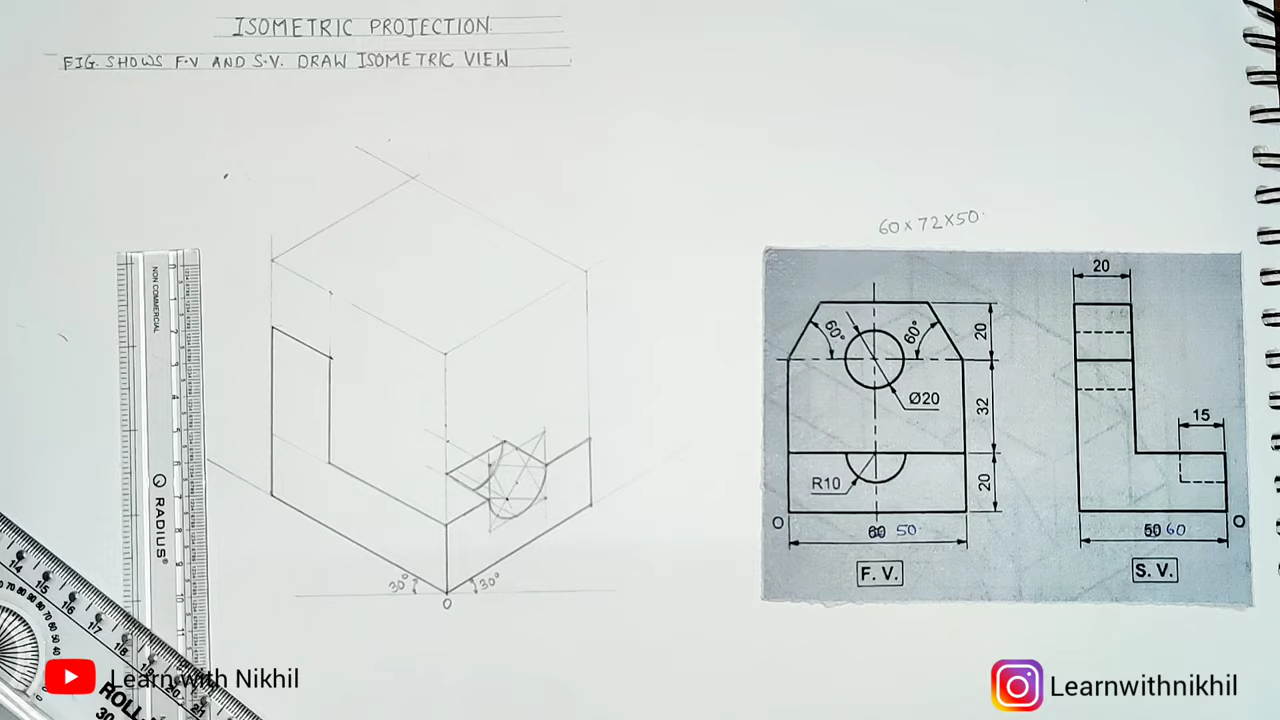 ISOMETRIC PROJECTION.
FIG. SHOWS F.V AND S.V. DRAW ISOMETRIC VIEW
60 x 72 x 50.
20
60°
60°
20
Ø20
32
15
R10
20
O
60 50.
50 60
O
F. V.
S. V.
30°
30°
O
NON COMMERCIAL
RADIUS®
Learn with Nikhil
Learnwithnikhil